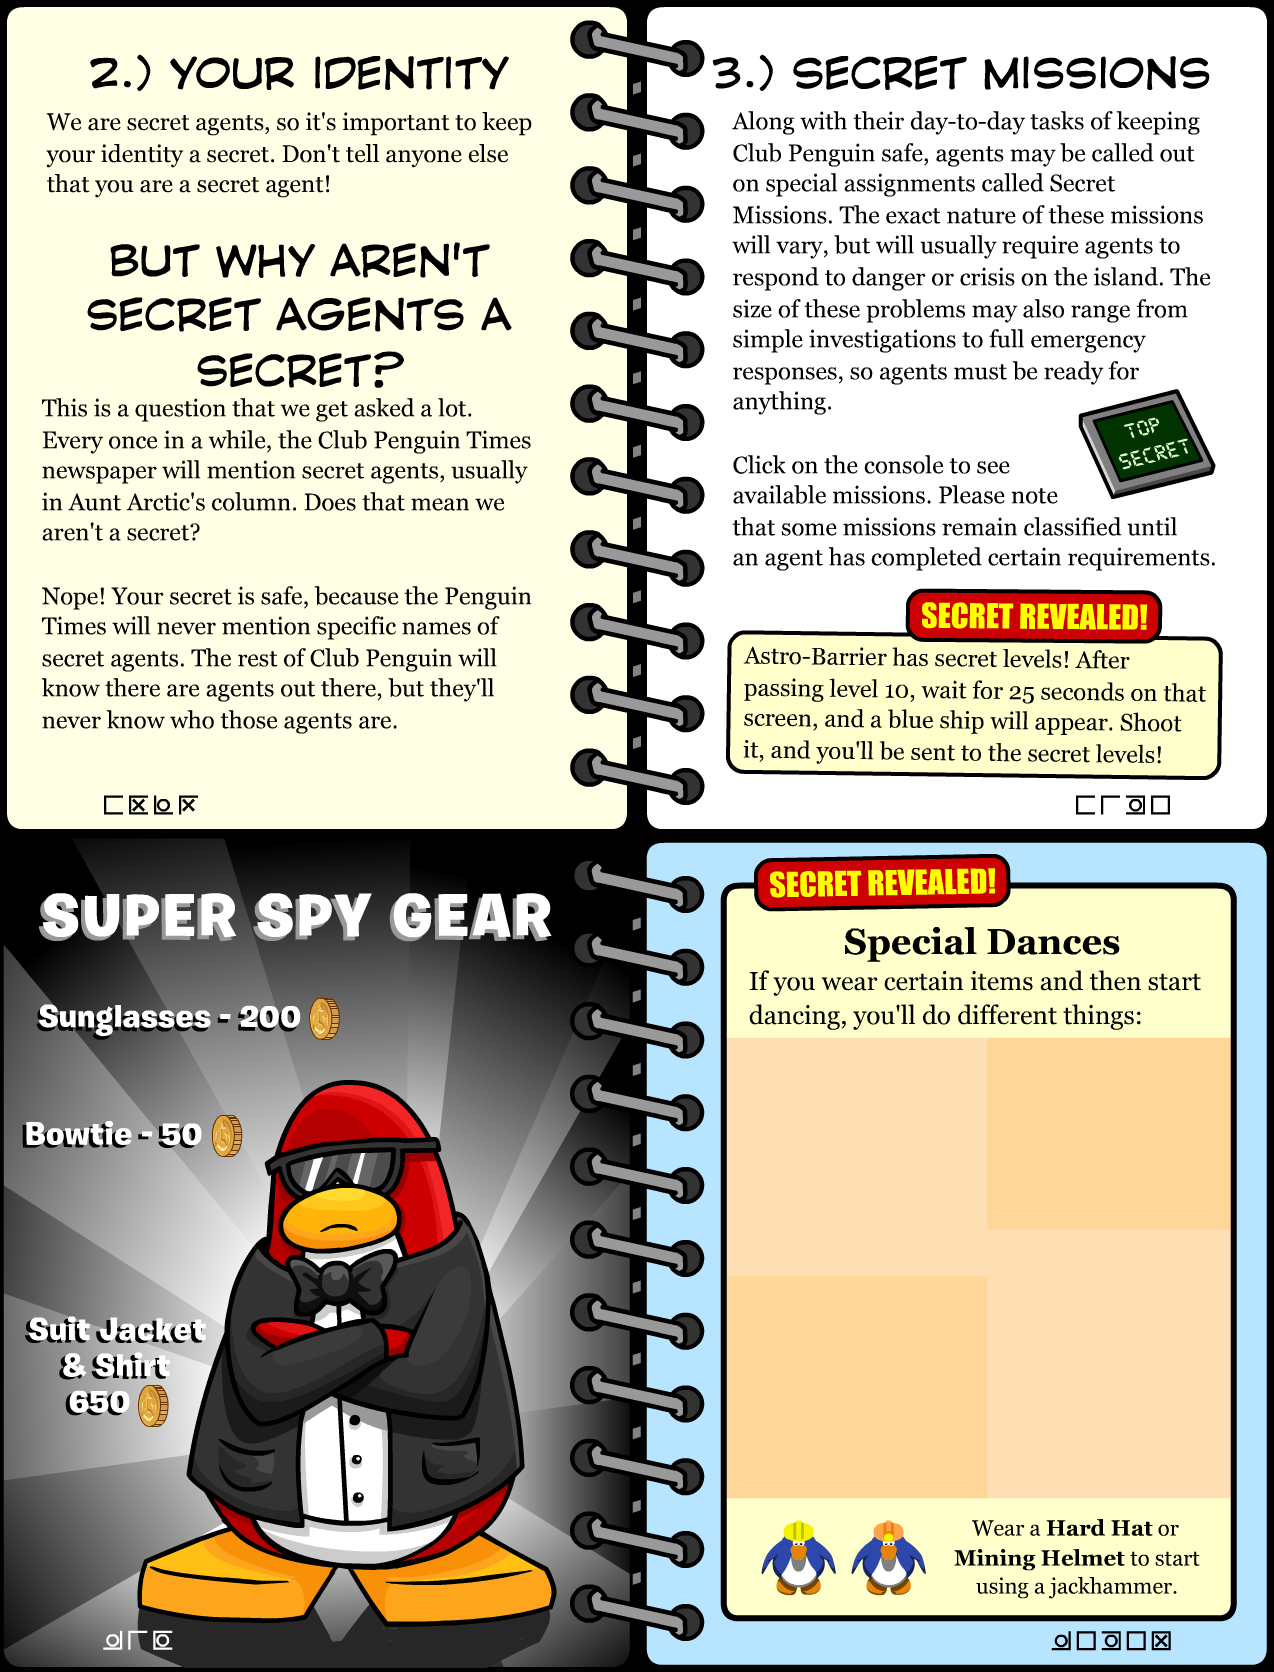 2.) YOUR IDENTITY
We are secret agents, so it's important to keep
your identity a secret. Don't tell anyone else
that you are a secret agent!
BUT WHY AREN'T
SECRET AGENTS A
SECRET?
This is a question that we get asked a lot.
Every once in a while, the Club Penguin Times
newspaper will mention secret agents, usually
in Aunt Arctic's column. Does that mean we
aren't a secret?
Nope! Your secret is safe, because the Penguin
Times will never mention specific names of
secret agents. The rest of Club Penguin will
know there are agents out there, but they'll
never know who those agents are.
3.) SECRET MISSIONS
Along with their day-to-day tasks of keeping
Club Penguin safe, agents may be called out
on special assignments called Secret
Missions. The exact nature of these missions
will vary, but will usually require agents to
respond to danger or crisis on the island. The
size of these problems may also range from
simple investigations to full emergency
responses, so agents must be ready for
anything.
TOP
SECRET
Click on the console to see
available missions. Please note
that some missions remain classified until
an agent has completed certain requirements.
SECRET REVEALED!
Astro-Barrier has secret levels! After
passing level 10, wait for 25 seconds on that
screen, and a blue ship will appear. Shoot
it, and you'll be sent to the secret levels!
SUPER SPY GEAR
Sunglasses - 200
Bowtie - 50
Suit Jacket
& Shirt
650
SECRET REVEALED!
Special Dances
If you wear certain items and then start
dancing, you'll do different things:
Wear a Hard Hat or
Mining Helmet to start
using a jackhammer.